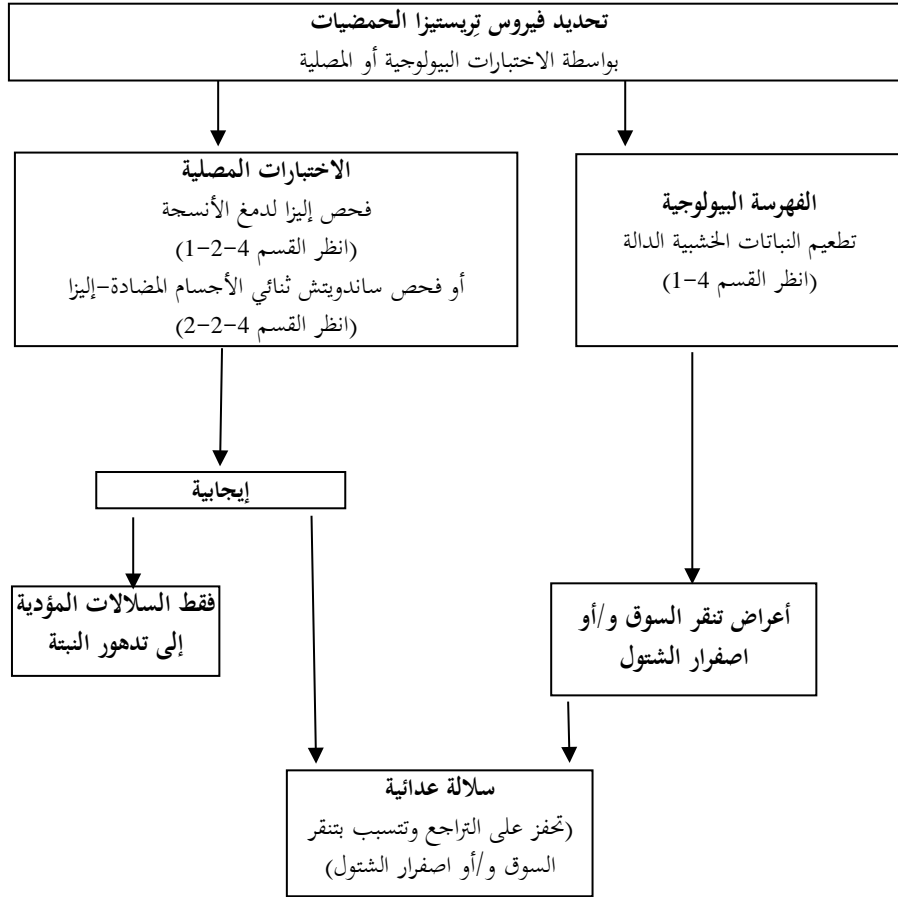 تحديد فيروس تِريستيزا الحمضيات
بواسطة الاختبارات البيولوجية أو المصلية
الفهرسة البيولوجية
تطعيم النباتات الخشبية الدالة
(انظر القسم 4-1)
الاختبارات المصلية
فحص إليزا لدمغ الأنسجة
(انظر القسم 4-2-1)
أو فحص ساندويتش ثنائي الأجسام المضادة-إليزا
(انظر القسم 4-2-2)
إيجابية
أعراض تنقر السوق و/أو
اصفرار الشتول
فقط السلالات المؤدية
إلى تدهور النبتة
سلالة عدائية
(تحفز على التراجع وتتسبب بتنقر
السوق و/أو اصفرار الشتول)